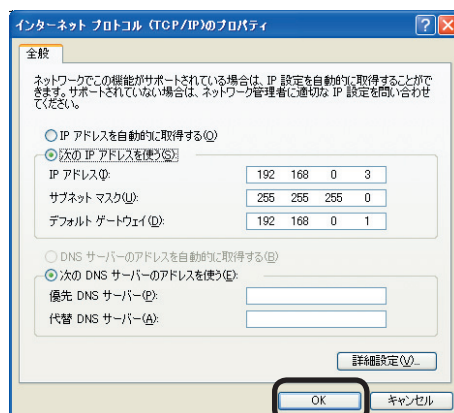 インターネット プロトコル (TCP/IP)のプロパティ
全般
ネットワークでこの機能がサポートされている場合は、IP 設定を自動的に取得することがで
きます。サポートされていない場合は、ネットワーク管理者に適切な IP 設定を問い合わせ
てください。
IP アドレスを自動的に取得する(O)
次の IP アドレスを使う(S):
IP アドレス(I): 192 168 0 3
サブネット マスク(U): 255 255 255 0
デフォルト ゲートウェイ(D): 192 168 0 1
DNS サーバーのアドレスを自動的に取得する(B)
次の DNS サーバーのアドレスを使う(E):
優先 DNS サーバー(P):
代替 DNS サーバー(A):
詳細設定(V)...
OK キャンセル